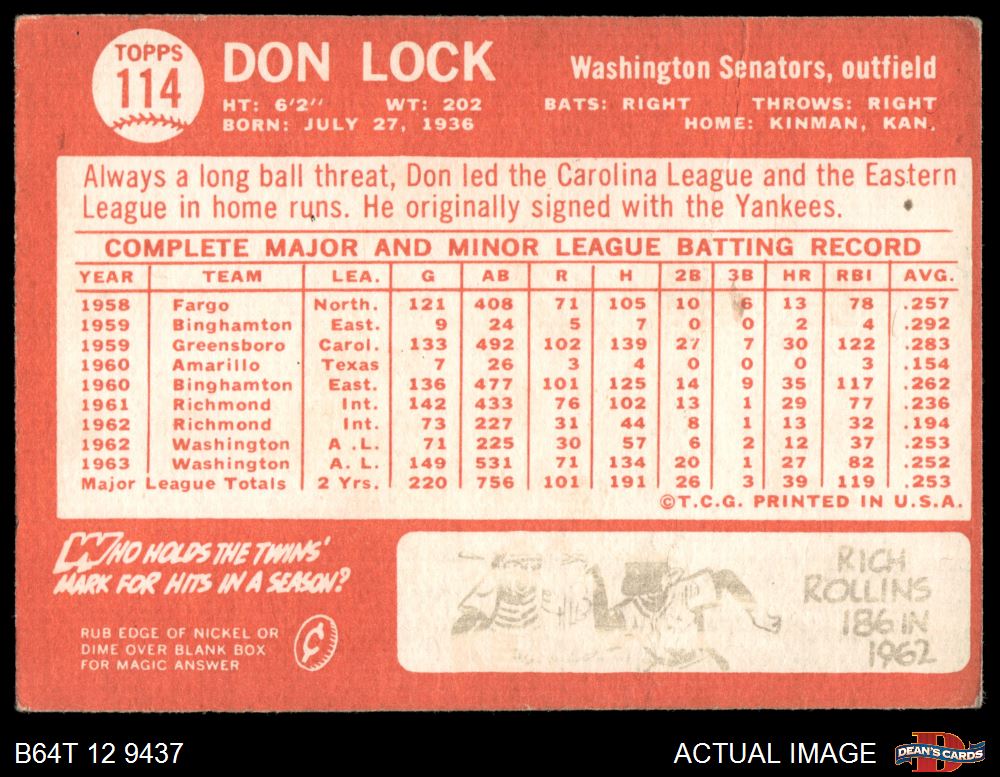 TOPPS
114
DON LOCK
Washington Senators, outfield
HT: 6'2" WT: 202 BATS: RIGHT THROWS: RIGHT
BORN: JULY 27, 1936 HOME: KINMAN, KAN.
Always a long ball threat, Don led the Carolina League and the Eastern
League in home runs. He originally signed with the Yankees.
COMPLETE MAJOR AND MINOR LEAGUE BATTING RECORD
YEAR TEAM LEA. G AB R H 2B 3B HR RBI AVG.
1958 Fargo North. 121 408 71 105 10 6 13 78 .257
1959 Binghamton East. 9 24 5 7 0 0 2 4 .292
1959 Greensboro Carol. 133 492 102 139 27 7 30 122 .283
1960 Amarillo Texas 7 26 3 4 0 0 0 3 .154
1960 Binghamton East. 136 477 101 125 14 9 35 117 .262
1961 Richmond Int. 142 433 76 102 13 1 29 77 .236
1962 Richmond Int. 73 227 31 44 8 1 13 32 .194
1962 Washington A.L. 71 225 30 57 6 2 12 37 .253
1963 Washington A. L. 149 531 71 134 20 1 27 82 .252
Major League Totals 2 Yrs. 220 756 101 191 26 3 39 119 .253
©T.C.G. PRINTED IN U.S.A.
WHO HOLDS THE TWINS'
MARK FOR HITS IN A SEASON?
RUB EDGE OF NICKEL OR
DIME OVER BLANK BOX
FOR MAGIC ANSWER
¢
RICH
ROLLINS
186 IN
1962
B64T 12 9437
ACTUAL IMAGE
D
DEAN'S CARDS